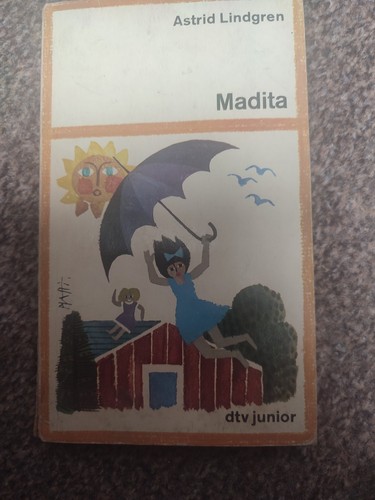 Astrid Lindgren
Madita
dtv junior